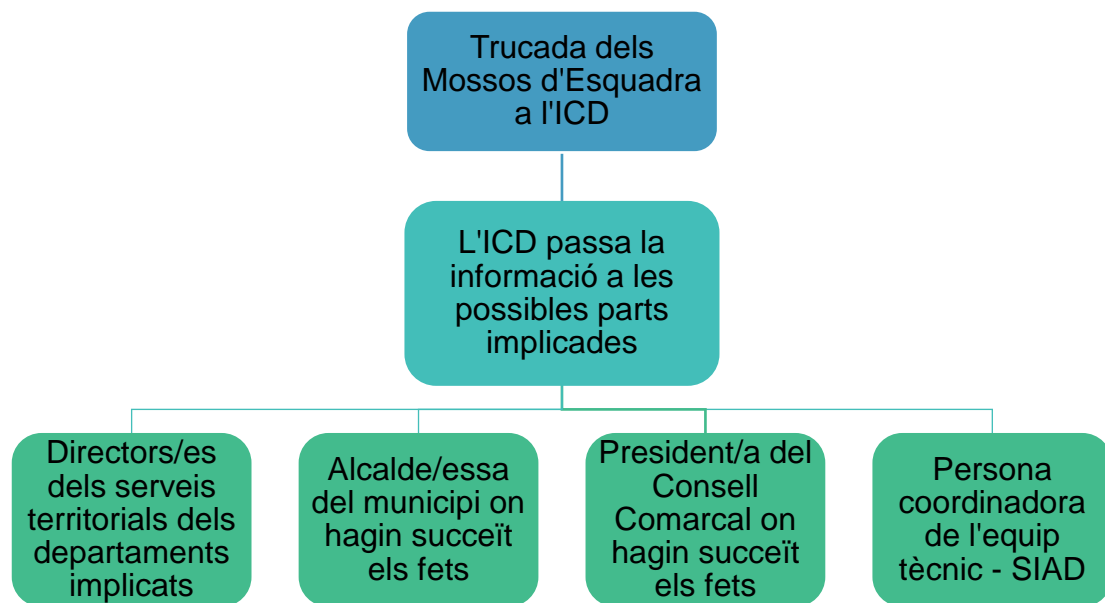 Trucada dels
Mossos d'Esquadra
a l'ICD
L'ICD passa la
informació a les
possibles parts
implicades
Directors/es
dels serveis
territorials dels
departaments
implicats
Alcalde/essa
del municipi on
hagin succeït
els fets
President/a del
Consell
Comarcal on
hagin succeït
els fets
Persona
coordinadora
de l'equip
tècnic - SIAD